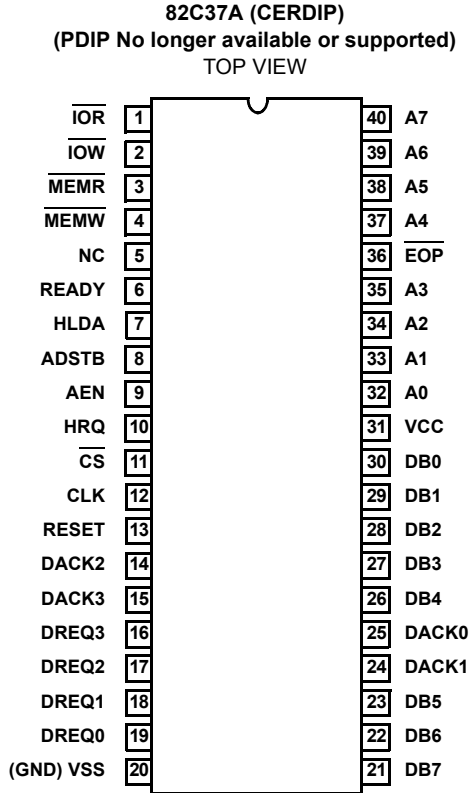 82C37A (CERDIP)
(PDIP No longer available or supported)
TOP VIEW
IOR 1 40 A7
IOW 2 39 A6
MEMR 3 38 A5
MEMW 4 37 A4
NC 5 36 EOP
READY 6 35 A3
HLDA 7 34 A2
ADSTB 8 33 A1
AEN 9 32 A0
HRQ 10 31 VCC
CS 11 30 DB0
CLK 12 29 DB1
RESET 13 28 DB2
DACK2 14 27 DB3
DACK3 15 26 DB4
DREQ3 16 25 DACK0
DREQ2 17 24 DACK1
DREQ1 18 23 DB5
DREQ0 19 22 DB6
(GND) VSS 20 21 DB7